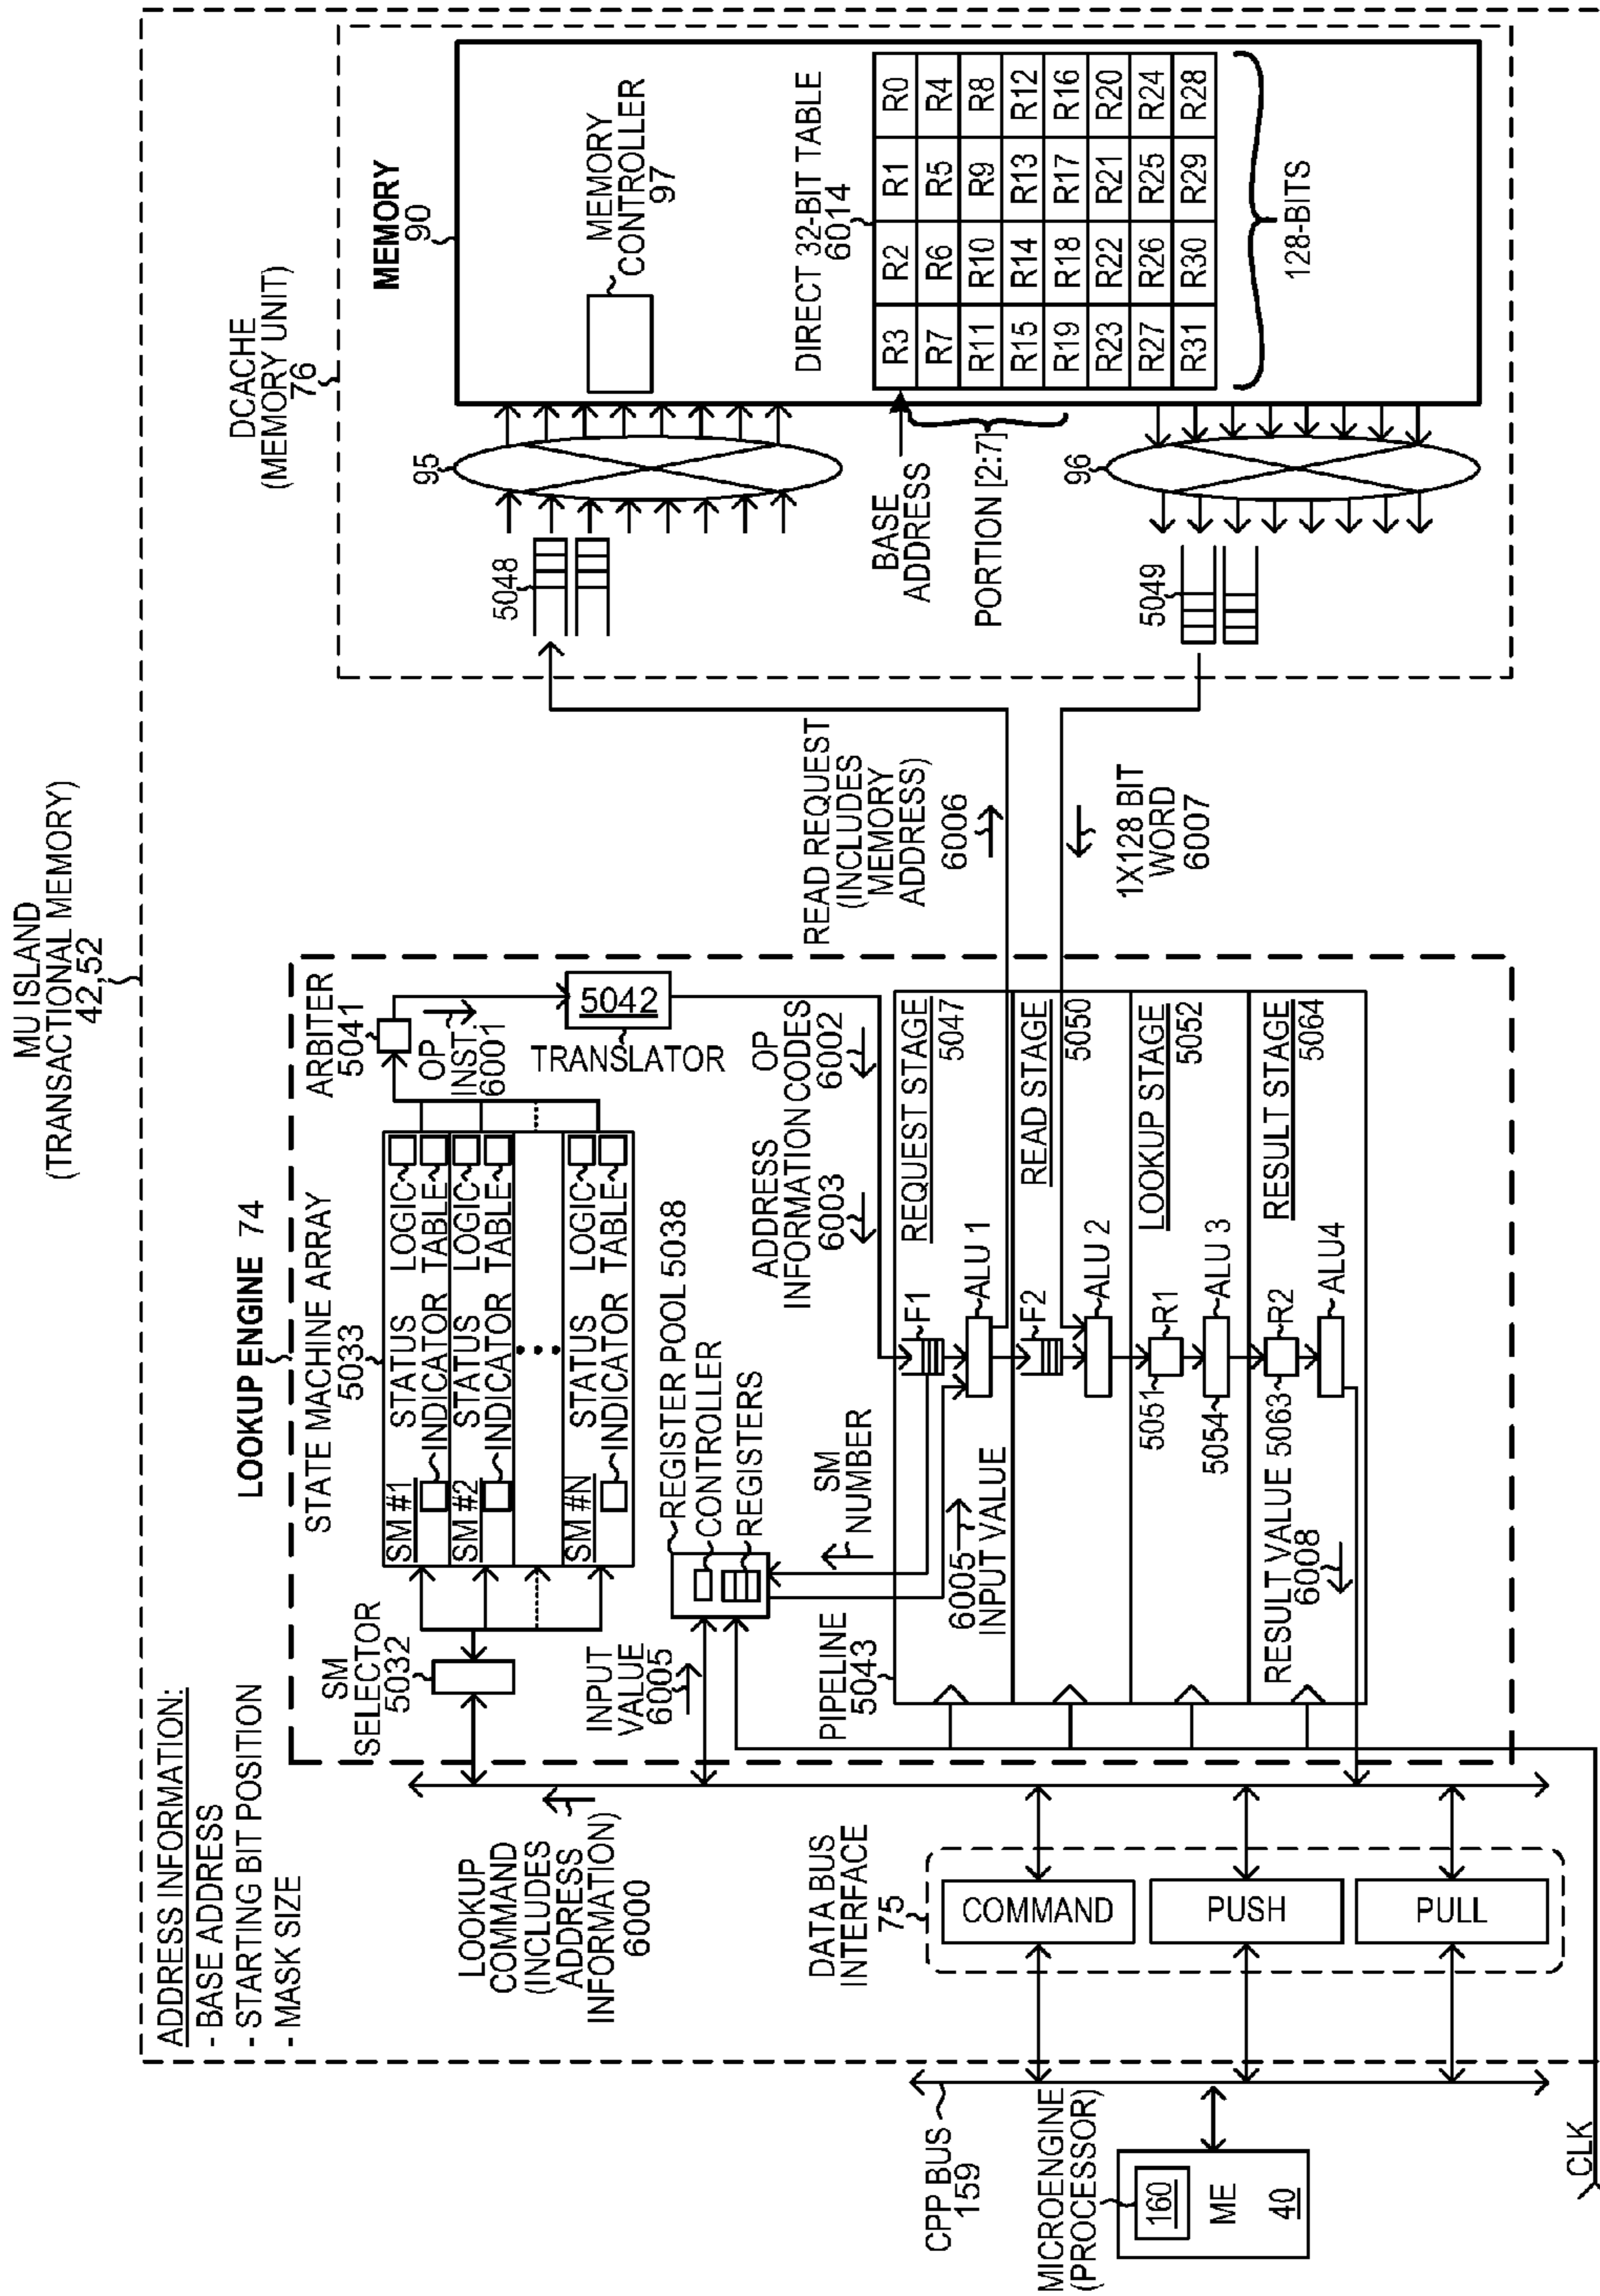 MU ISLAND
(TRANSACTIONAL MEMORY)
42,52
ADDRESS INFORMATION:
- BASE ADDRESS
- STARTING BIT POSITION
- MASK SIZE
LOOKUP ENGINE 74
STATE MACHINE ARRAY
5033
SM
SELECTOR
5032
SM #1
STATUS
INDICATOR
LOGIC
TABLE
SM #2
STATUS
INDICATOR
LOGIC
TABLE
SM #N
STATUS
INDICATOR
LOGIC
TABLE
ARBITER
5041
OP
INST.
6001
5042
TRANSLATOR
LOOKUP
COMMAND
(INCLUDES
ADDRESS
INFORMATION)
6000
INPUT
VALUE
6005
REGISTER POOL 5038
CONTROLLER
REGISTERS
SM
NUMBER
ADDRESS
INFORMATION
6003
OP
CODES
6002
PIPELINE
5043
6005
INPUT VALUE
F1
ALU 1
REQUEST STAGE
5047
F2
ALU 2
READ STAGE
5050
5051
R1
5054
ALU 3
LOOKUP STAGE
5052
RESULT VALUE
6008
5063
R2
ALU4
RESULT STAGE
5064
DATA BUS
INTERFACE
75
COMMAND
PUSH
PULL
CPP BUS
159
MICROENGINE
(PROCESSOR)
160
ME
40
CLK
READ REQUEST
(INCLUDES
MEMORY
ADDRESS)
6006
1X128 BIT
WORD
6007
DCACHE
(MEMORY UNIT)
76
MEMORY
90
MEMORY
CONTROLLER
97
5048
95
DIRECT 32-BIT TABLE
6014
BASE
ADDRESS
PORTION [2:7]
R3 R2 R1 R0
R7 R6 R5 R4
R11 R10 R9 R8
R15 R14 R13 R12
R19 R18 R17 R16
R23 R22 R21 R20
R27 R26 R25 R24
R31 R30 R29 R28
128-BITS
5049
96